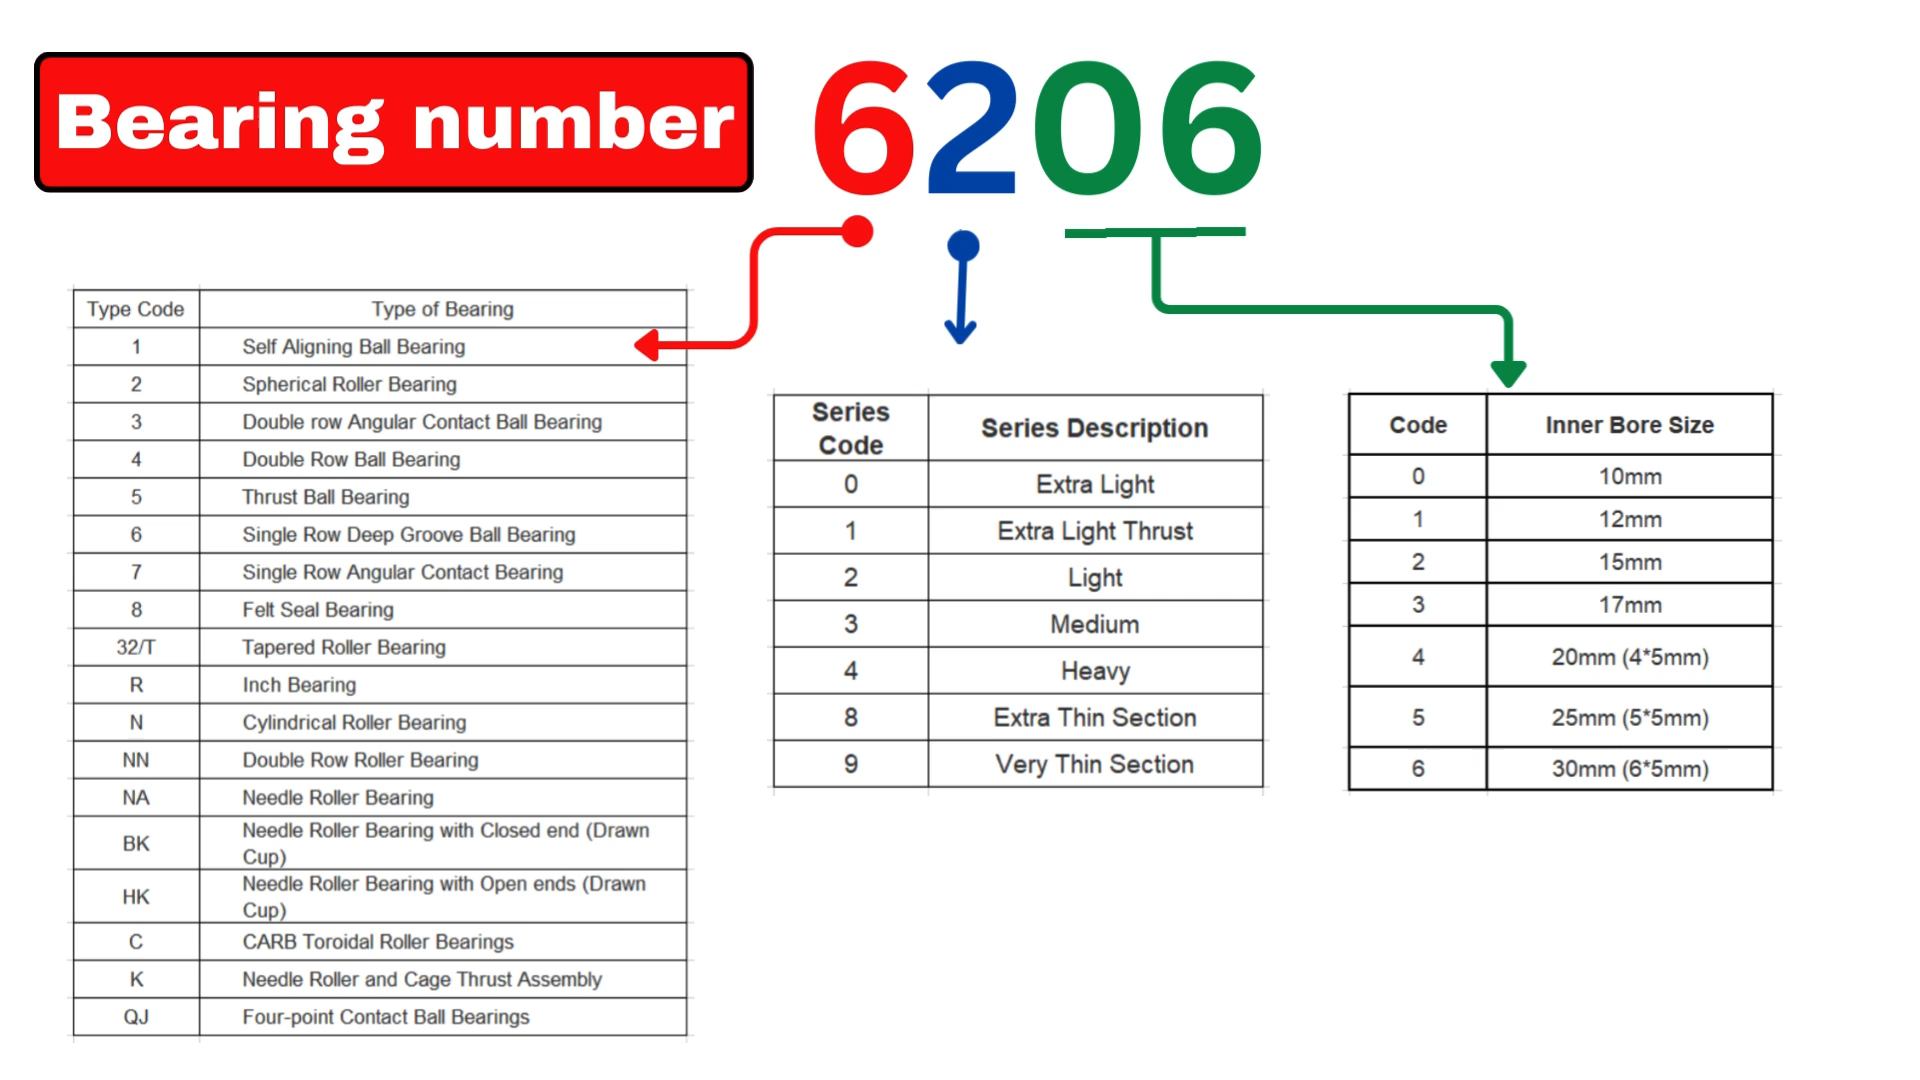 Bearing number 6206
Type Code Type of Bearing
1 Self Aligning Ball Bearing
2 Spherical Roller Bearing
3 Double row Angular Contact Ball Bearing
4 Double Row Ball Bearing
5 Thrust Ball Bearing
6 Single Row Deep Groove Ball Bearing
7 Single Row Angular Contact Bearing
8 Felt Seal Bearing
32/T Tapered Roller Bearing
R Inch Bearing
N Cylindrical Roller Bearing
NN Double Row Roller Bearing
NA Needle Roller Bearing
BK Needle Roller Bearing with Closed end (Drawn
Cup)
HK Needle Roller Bearing with Open ends (Drawn
Cup)
C CARB Toroidal Roller Bearings
K Needle Roller and Cage Thrust Assembly
QJ Four-point Contact Ball Bearings
Series
Code Series Description
0 Extra Light
1 Extra Light Thrust
2 Light
3 Medium
4 Heavy
8 Extra Thin Section
9 Very Thin Section
Code Inner Bore Size
0 10mm
1 12mm
2 15mm
3 17mm
4 20mm (4*5mm)
5 25mm (5*5mm)
6 30mm (6*5mm)